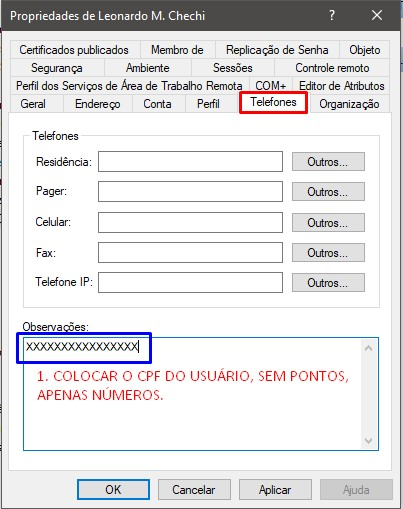 Propriedades de Leonardo M. Chechi ? ×
Certificados publicados Membro de Replicação de Senha Objeto
Segurança Ambiente Sessões Controle remoto
Perfil dos Serviços de Área de Trabalho Remota COM+ Editor de Atributos
Geral Endereço Conta Perfil Telefones Organização
Telefones
Residência: Outros...
Pager: Outros...
Celular: Outros...
Fax: Outros...
Telefone IP: Outros...
Observações:
XXXXXXXXXXXXXXXX
1. COLOCAR O CPF DO USUÁRIO, SEM PONTOS,
APENAS NÚMEROS.
OK Cancelar Aplicar Ajuda